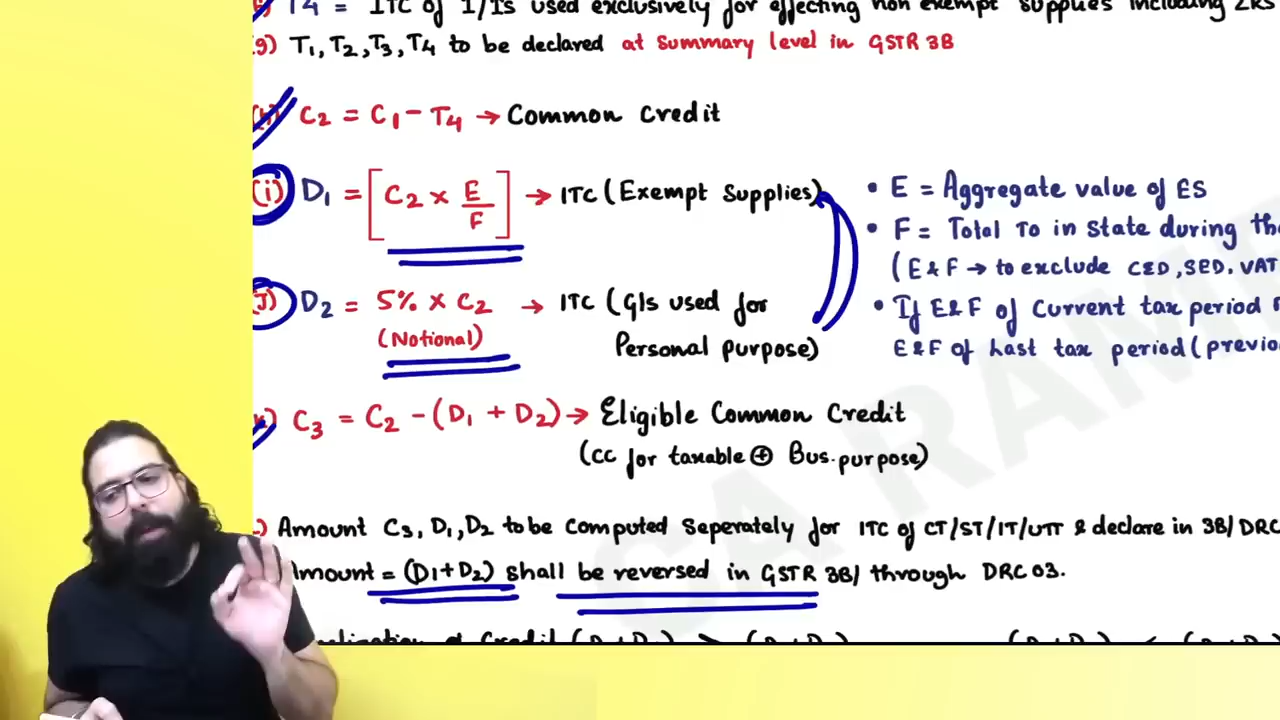 T4 = ITC of I/Is used exclusively for effecting non exempt supplies including ZRS
g) T1, T2, T3, T4 to be declared at Summary level in GSTR 3B
(h) C2 = C1 - T4 → Common Credit
(i) D1 = [C2 × E/F] → ITC (Exempt Supplies)
• E = Aggregate value of ES
• F = Total To in state during the
(E & F → to exclude CED, SED, VAT
(J) D2 = 5% × C2 → ITC (GIs used for
(Notional) Personal purpose)
• If E&F of Current tax period
E&F of Last tax period (previo
C3 = C2 - (D1 + D2) → Eligible Common Credit
(CC for taxable ⊕ Bus. purpose)
Amount C3, D1, D2 to be Computed Seperately for ITC of CT/ST/IT/UTT & declare in 3B/DRC
Amount = (D1+D2) shall be reversed in GSTR 3B/ through DRC 03.
CA RAM